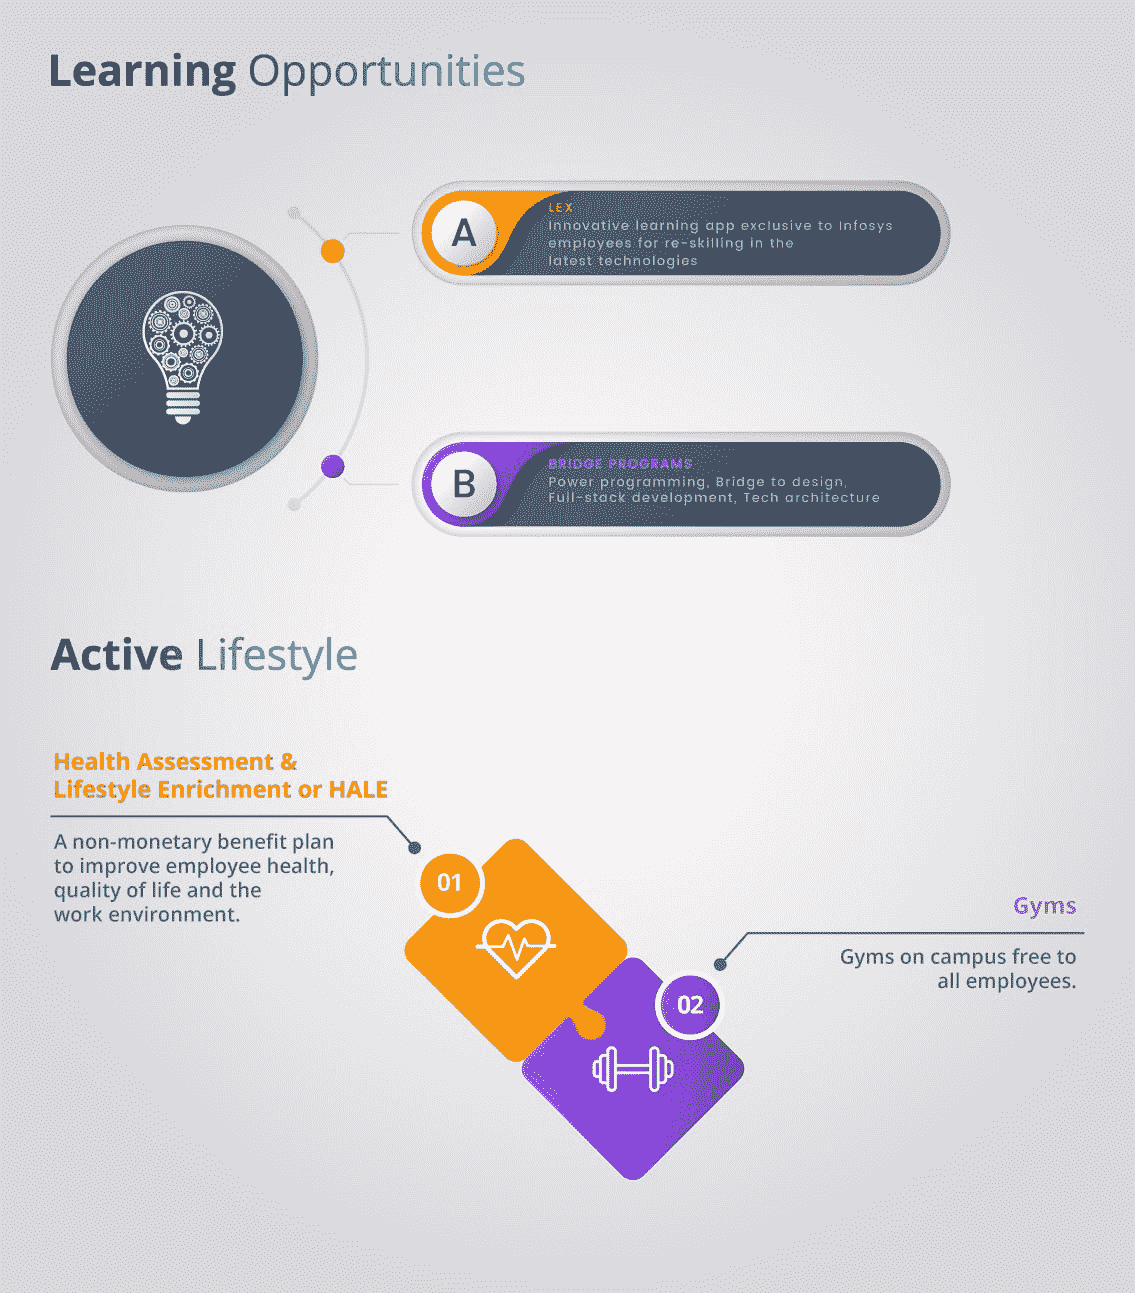 Learning Opportunities
A
LEX
Innovative learning app exclusive to Infosys
employees for re-skilling in the
latest technologies
B
BRIDGE PROGRAMS
Power programming, Bridge to design,
Full-stack development, Tech architecture
Active Lifestyle
Health Assessment &
Lifestyle Enrichment or HALE
A non-monetary benefit plan
to improve employee health,
quality of life and the
work environment.
01
Gyms
Gyms on campus free to
all employees.
02